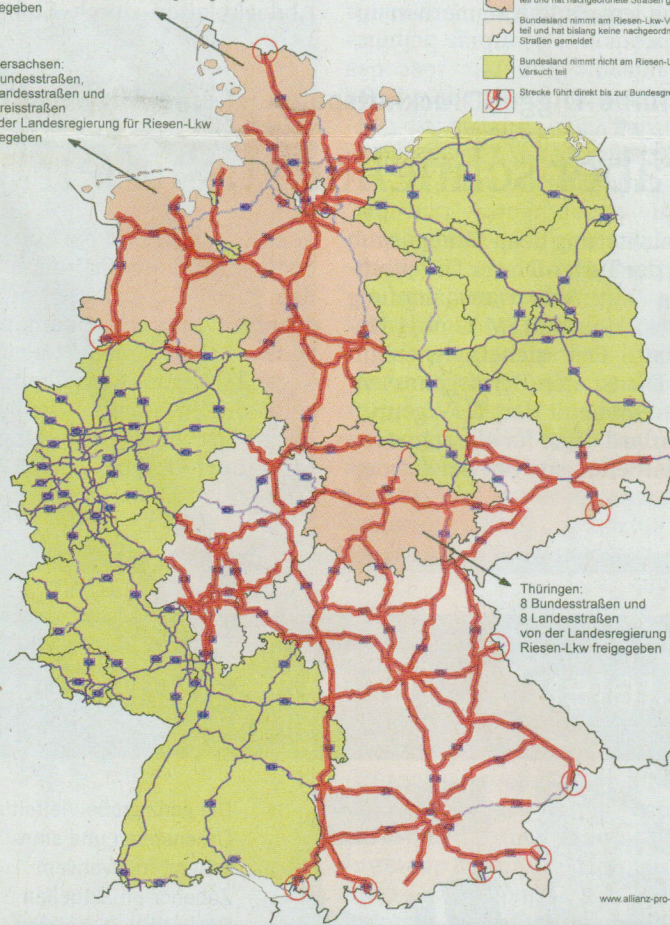 egeben
ersachsen:
undesstraßen,
andesstraßen und
reisstraßen
der Landesregierung für Riesen-Lkw
egeben
teil und hat nachgeordnete Straßen g
Bundesland nimmt am Riesen-Lkw-V
teil und hat bislang keine nachgeordn
Straßen gemeldet
Bundesland nimmt nicht am Riesen-L
Versuch teil
Strecke führt direkt bis zur Bundesgre
Thüringen:
8 Bundesstraßen und
8 Landesstraßen
von der Landesregierung
Riesen-Lkw freigegeben
www.allianz-pro-